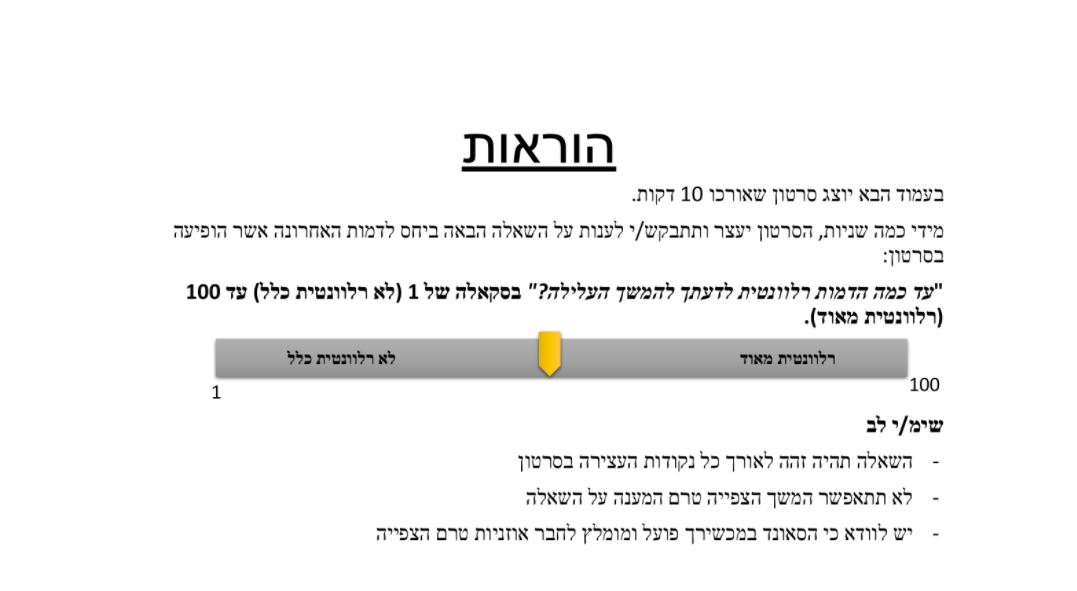 הוראות
בעמוד הבא יוצג סרטון שאורכו 10 דקות.
מידי כמה שניות, הסרטון יעצר ותתבקש/י לענות על השאלה הבאה ביחס לדמות האחרונה אשר הופיעה
בסרטון:
"עד כמה הדמות רלוונטית לדעתך להמשך העלילה?" בסקאלה של 1 (לא רלוונטית כלל) עד 100
(רלוונטית מאוד).
רלוונטית מאוד לא רלוונטית כלל
100 1
שימ/י לב
- השאלה תהיה זהה לאורך כל נקודות העצירה בסרטון
- לא תתאפשר המשך הצפייה טרם המענה על השאלה
- יש לוודא כי הסאונד במכשירך פועל ומומלץ לחבר אוזניות טרם הצפייה